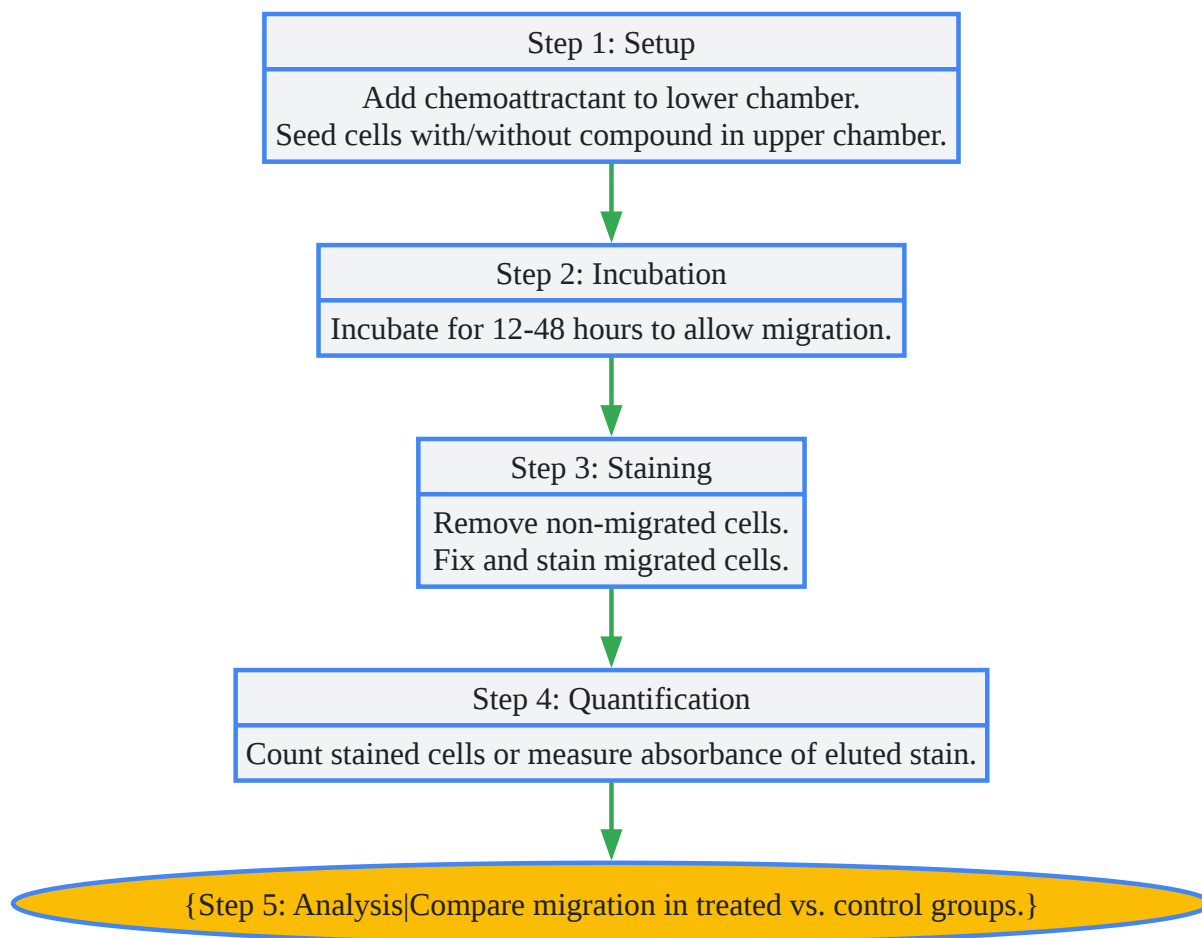 Step 1: Setup
Add chemoattractant to lower chamber.
Seed cells with/without compound in upper chamber.
Step 2: Incubation
Incubate for 12-48 hours to allow migration.
Step 3: Staining
Remove non-migrated cells.
Fix and stain migrated cells.
Step 4: Quantification
Count stained cells or measure absorbance of eluted stain.
{Step 5: Analysis|Compare migration in treated vs. control groups.}